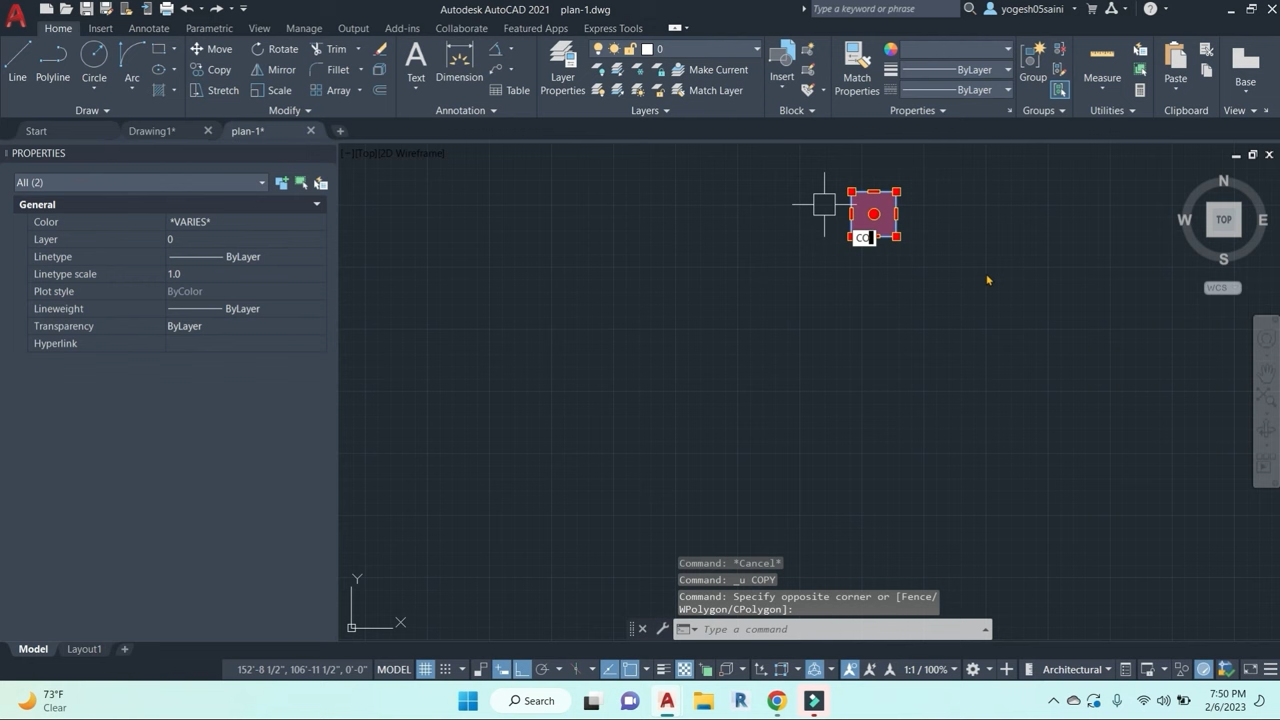 Autodesk AutoCAD 2021 plan-1.dwg
Type a keyword or phrase
yogesh05saini
Home Insert Annotate Parametric View Manage Output Add-ins Collaborate Featured Apps Express Tools
Line Polyline Circle Arc
Move Rotate Trim
Copy Mirror Fillet
Stretch Scale Array
Text Dimension
Table
Layer
Properties
0
Make Current
Match Layer
Insert
Match
Properties
ByLayer
ByLayer
Group
Measure
Paste
Base
Draw Modify Annotation Layers Block Properties Groups Utilities Clipboard View
Start Drawing1* plan-1*
PROPERTIES
[−][Top][2D Wireframe]
All (2)
General
Color *VARIES*
Layer 0
Linetype ByLayer
Linetype scale 1.0
Plot style ByColor
Lineweight ByLayer
Transparency ByLayer
Hyperlink
CO
N
W TOP E
S
WCS
Y
X
Command: *Cancel*
Command: _u COPY
Command: Specify opposite corner or [Fence/
WPolygon/CPolygon]:
Type a command
Model Layout1
152'-8 1/2", 106'-11 1/2", 0'-0" MODEL 1:1 / 100% Architectural
73°F
Clear
Search
7:50 PM
2/6/2023